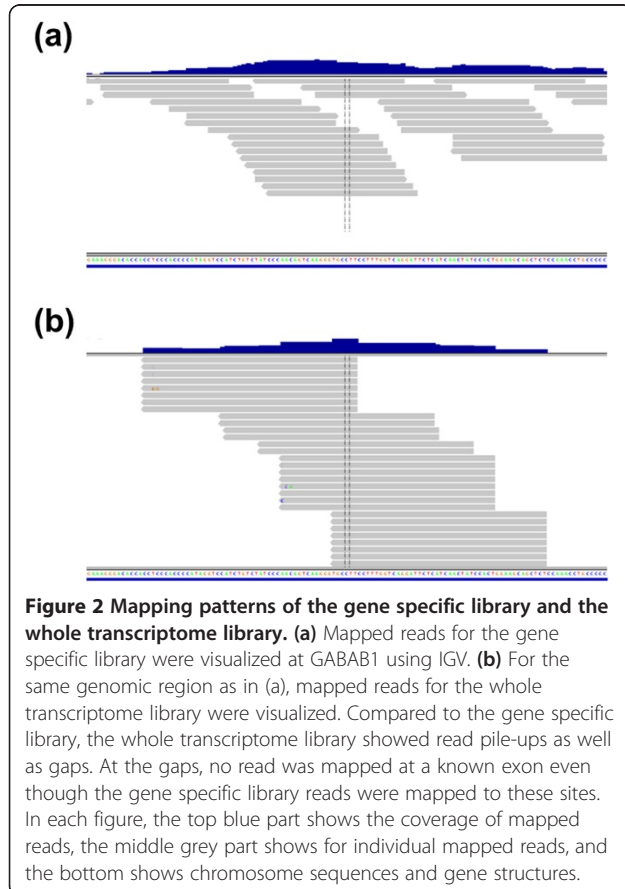 (a)
(b)
Figure 2 Mapping patterns of the gene specific library and the
whole transcriptome library. (a) Mapped reads for the gene
specific library were visualized at GABAB1 using IGV. (b) For the
same genomic region as in (a), mapped reads for the whole
transcriptome library were visualized. Compared to the gene specific
library, the whole transcriptome library showed read pile-ups as well
as gaps. At the gaps, no read was mapped at a known exon even
though the gene specific library reads were mapped to these sites.
In each figure, the top blue part shows the coverage of mapped
reads, the middle grey part shows for individual mapped reads, and
the bottom shows chromosome sequences and gene structures.